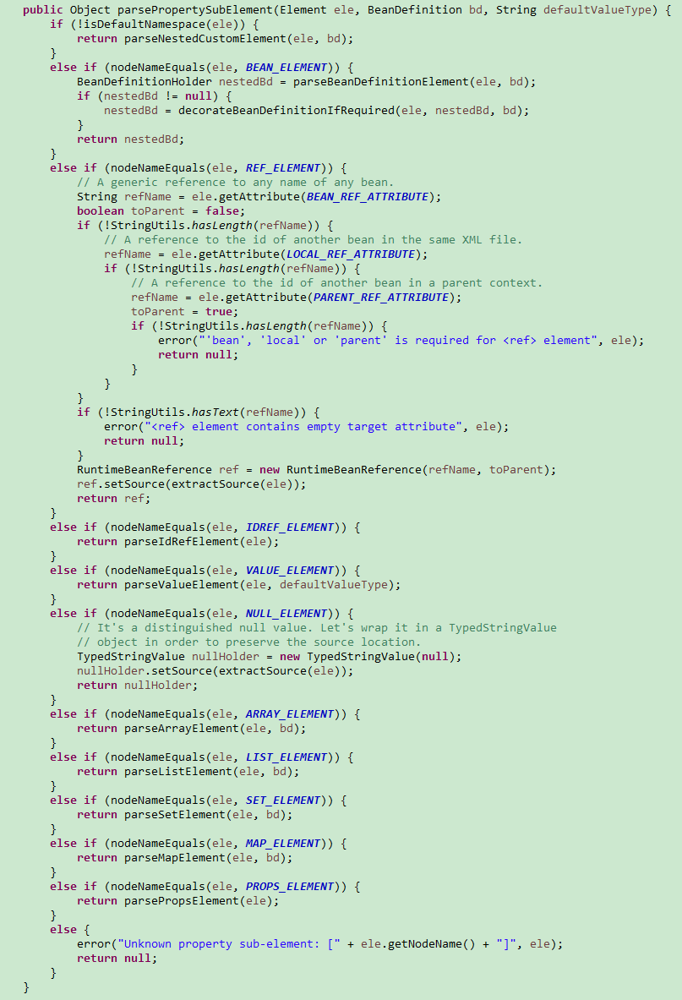 public Object parsePropertySubElement(Element ele, BeanDefinition bd, String defaultValueType) {
    if (!isDefaultNamespace(ele)) {
        return parseNestedCustomElement(ele, bd);
    }
    else if (nodeNameEquals(ele, BEAN_ELEMENT)) {
        BeanDefinitionHolder nestedBd = parseBeanDefinitionElement(ele, bd);
        if (nestedBd != null) {
            nestedBd = decorateBeanDefinitionIfRequired(ele, nestedBd, bd);
        }
        return nestedBd;
    }
    else if (nodeNameEquals(ele, REF_ELEMENT)) {
        // A generic reference to any name of any bean.
        String refName = ele.getAttribute(BEAN_REF_ATTRIBUTE);
        boolean toParent = false;
        if (!StringUtils.hasLength(refName)) {
            // A reference to the id of another bean in the same XML file.
            refName = ele.getAttribute(LOCAL_REF_ATTRIBUTE);
            if (!StringUtils.hasLength(refName)) {
                // A reference to the id of another bean in a parent context.
                refName = ele.getAttribute(PARENT_REF_ATTRIBUTE);
                toParent = true;
                if (!StringUtils.hasLength(refName)) {
                    error("'bean', 'local' or 'parent' is required for <ref> element", ele);
                    return null;
                }
            }
        }
        if (!StringUtils.hasText(refName)) {
            error("<ref> element contains empty target attribute", ele);
            return null;
        }
        RuntimeBeanReference ref = new RuntimeBeanReference(refName, toParent);
        ref.setSource(extractSource(ele));
        return ref;
    }
    else if (nodeNameEquals(ele, IDREF_ELEMENT)) {
        return parseIdRefElement(ele);
    }
    else if (nodeNameEquals(ele, VALUE_ELEMENT)) {
        return parseValueElement(ele, defaultValueType);
    }
    else if (nodeNameEquals(ele, NULL_ELEMENT)) {
        // It's a distinguished null value. Let's wrap it in a TypedStringValue
        // object in order to preserve the source location.
        TypedStringValue nullHolder = new TypedStringValue(null);
        nullHolder.setSource(extractSource(ele));
        return nullHolder;
    }
    else if (nodeNameEquals(ele, ARRAY_ELEMENT)) {
        return parseArrayElement(ele, bd);
    }
    else if (nodeNameEquals(ele, LIST_ELEMENT)) {
        return parseListElement(ele, bd);
    }
    else if (nodeNameEquals(ele, SET_ELEMENT)) {
        return parseSetElement(ele, bd);
    }
    else if (nodeNameEquals(ele, MAP_ELEMENT)) {
        return parseMapElement(ele, bd);
    }
    else if (nodeNameEquals(ele, PROPS_ELEMENT)) {
        return parsePropsElement(ele);
    }
    else {
        error("Unknown property sub-element: [" + ele.getNodeName() + "]", ele);
        return null;
    }
}